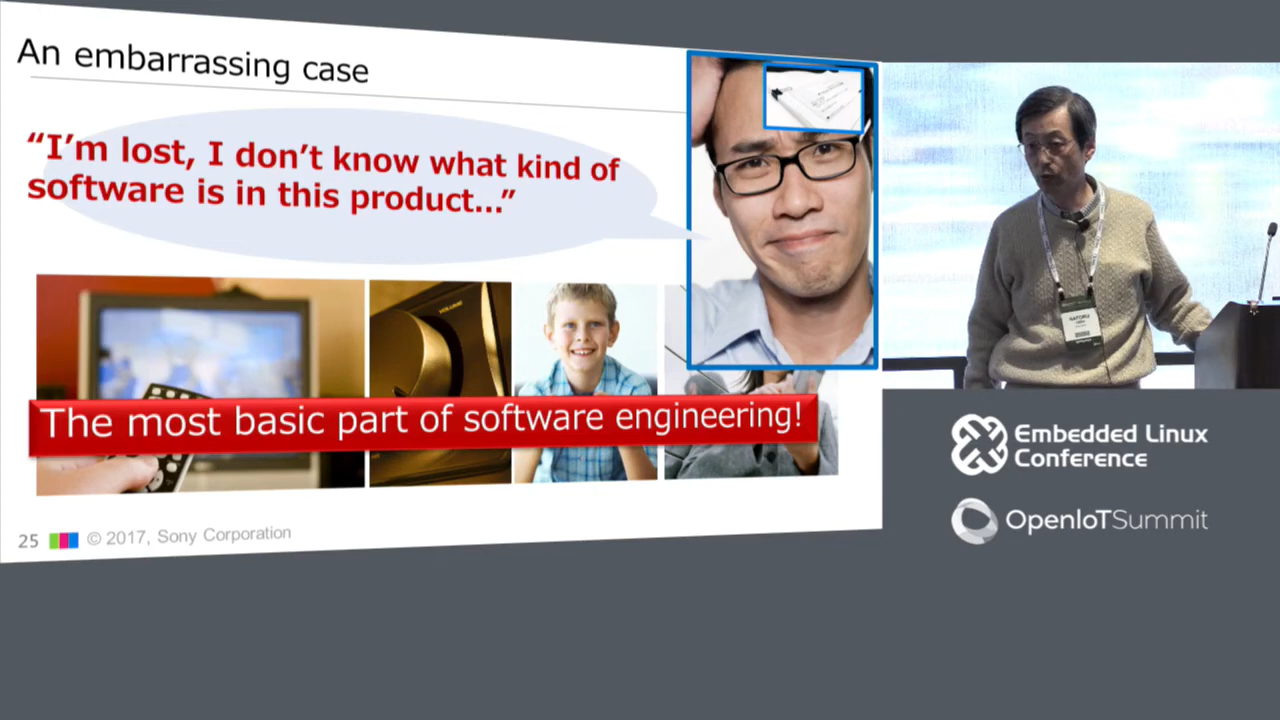 An embarrassing case
“I’m lost, I don’t know what kind of
software is in this product...”
The most basic part of software engineering!
25 © 2017, Sony Corporation
SATORU
Embedded Linux
Conference
OpenIoTSummit